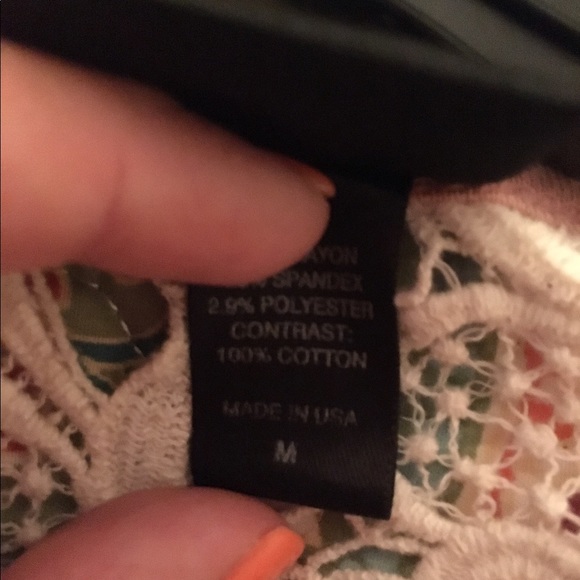 SPANDEX
2.9% POLYESTER
CONTRAST:
100% COTTON
MADE IN USA
M